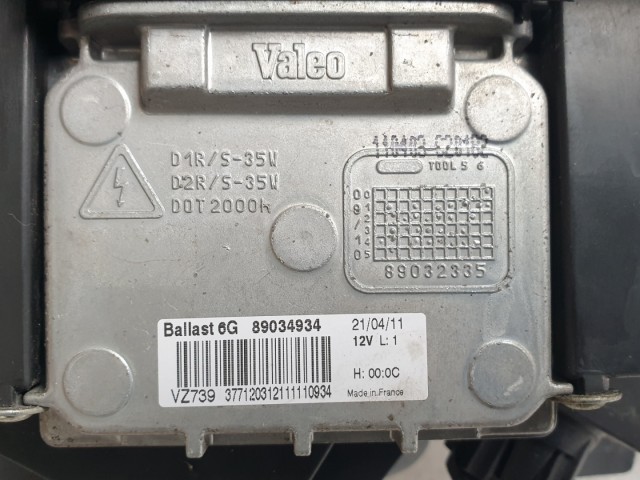 Valeo
D1R/S-35W
D2R/S-35W
DOT2000h
TOOL 5 6
89032335
Ballast 6G 89034934
21/04/11
12V L: 1
H: 00:0C
VZ739 377120312111110934
Made in France